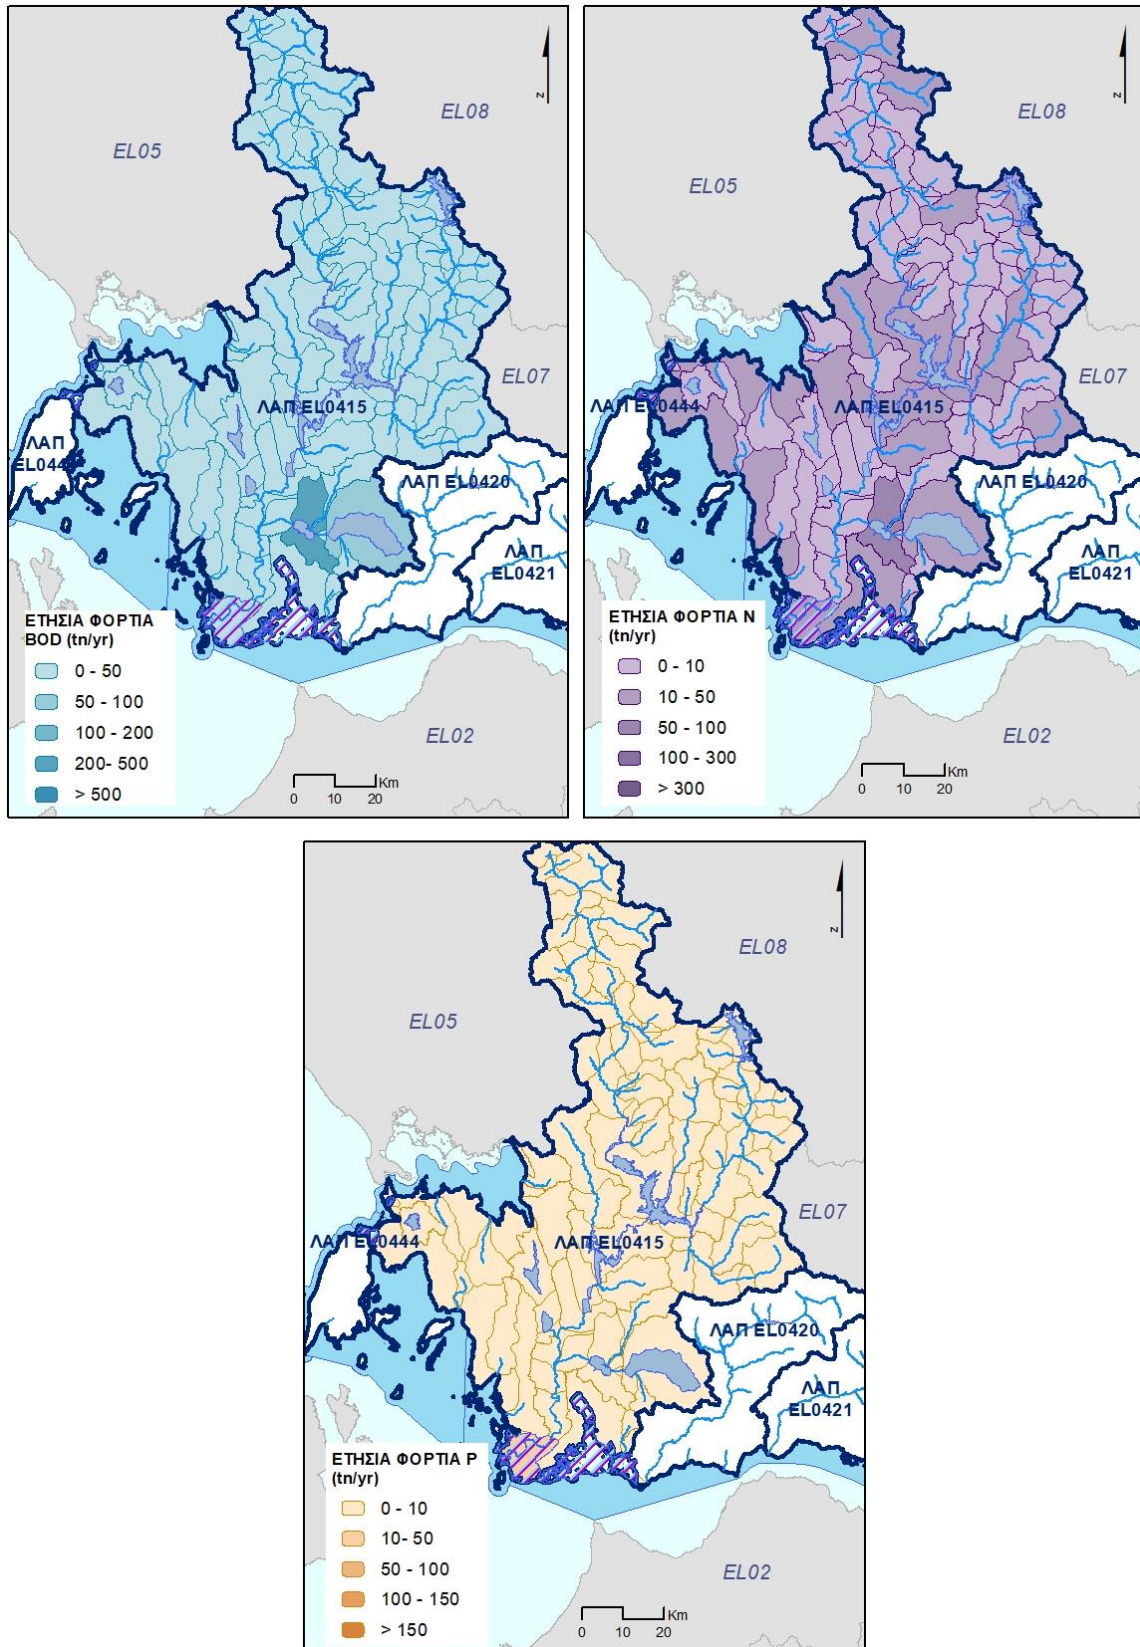 EL08
EL05
z
EL07
ΛΑΠ EL0415
ΛΑΠ
EL044
ΛΑΠ EL0420
ΛΑΠ
EL0421
ΕΤΗΣΙΑ ΦΟΡΤΙΑ
BOD (tn/yr)
0 - 50
50 - 100
100 - 200
200- 500
> 500
EL02
Km
0 10 20
EL08
EL05
z
EL07
ΛΑΠ EL0444
ΛΑΠ EL0415
ΛΑΠ EL0420
ΛΑΠ
EL0421
ΕΤΗΣΙΑ ΦΟΡΤΙΑ N
(tn/yr)
0 - 10
10 - 50
50 - 100
100 - 300
> 300
EL02
Km
0 10 20
EL08
EL05
z
EL07
ΛΑΠ EL0444
ΛΑΠ EL0415
ΛΑΠ EL0420
ΛΑΠ
EL0421
ΕΤΗΣΙΑ ΦΟΡΤΙΑ P
(tn/yr)
0 - 10
10- 50
50 - 100
100 - 150
> 150
EL02
Km
0 10 20